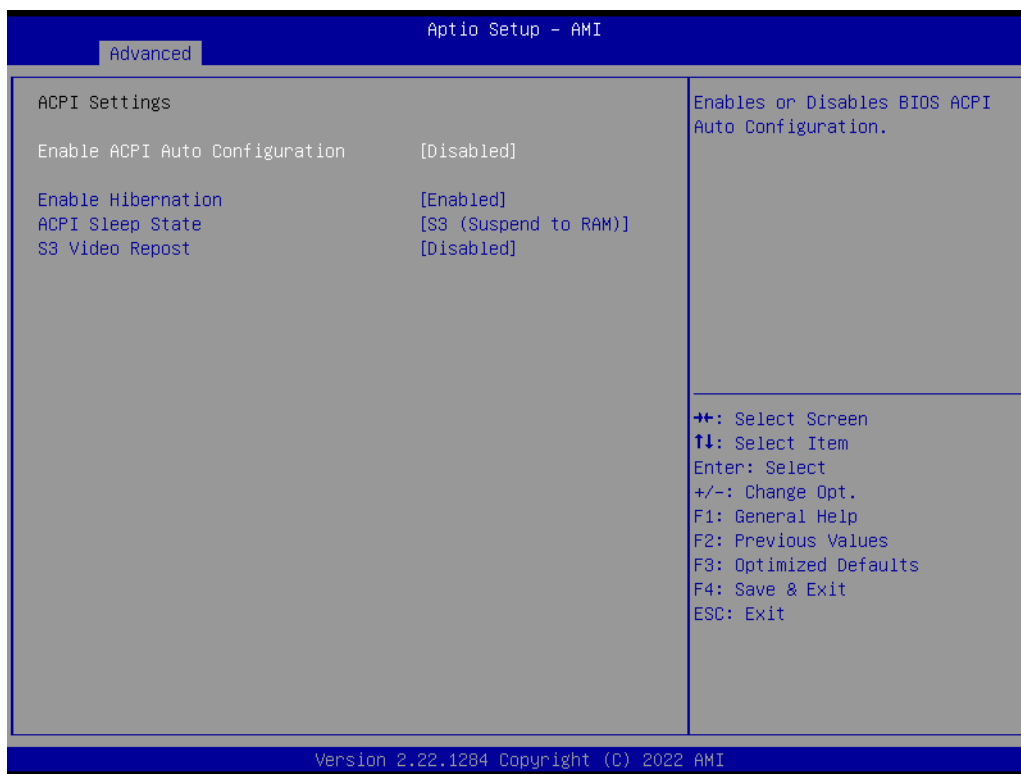 Aptio Setup - AMI
Advanced
ACPI Settings
Enable ACPI Auto Configuration [Disabled]
Enable Hibernation [Enabled]
ACPI Sleep State [S3 (Suspend to RAM)]
S3 Video Repost [Disabled]
Enables or Disables BIOS ACPI
Auto Configuration.
→←: Select Screen
↑↓: Select Item
Enter: Select
+/-: Change Opt.
F1: General Help
F2: Previous Values
F3: Optimized Defaults
F4: Save & Exit
ESC: Exit
Version 2.22.1284 Copyright (C) 2022 AMI